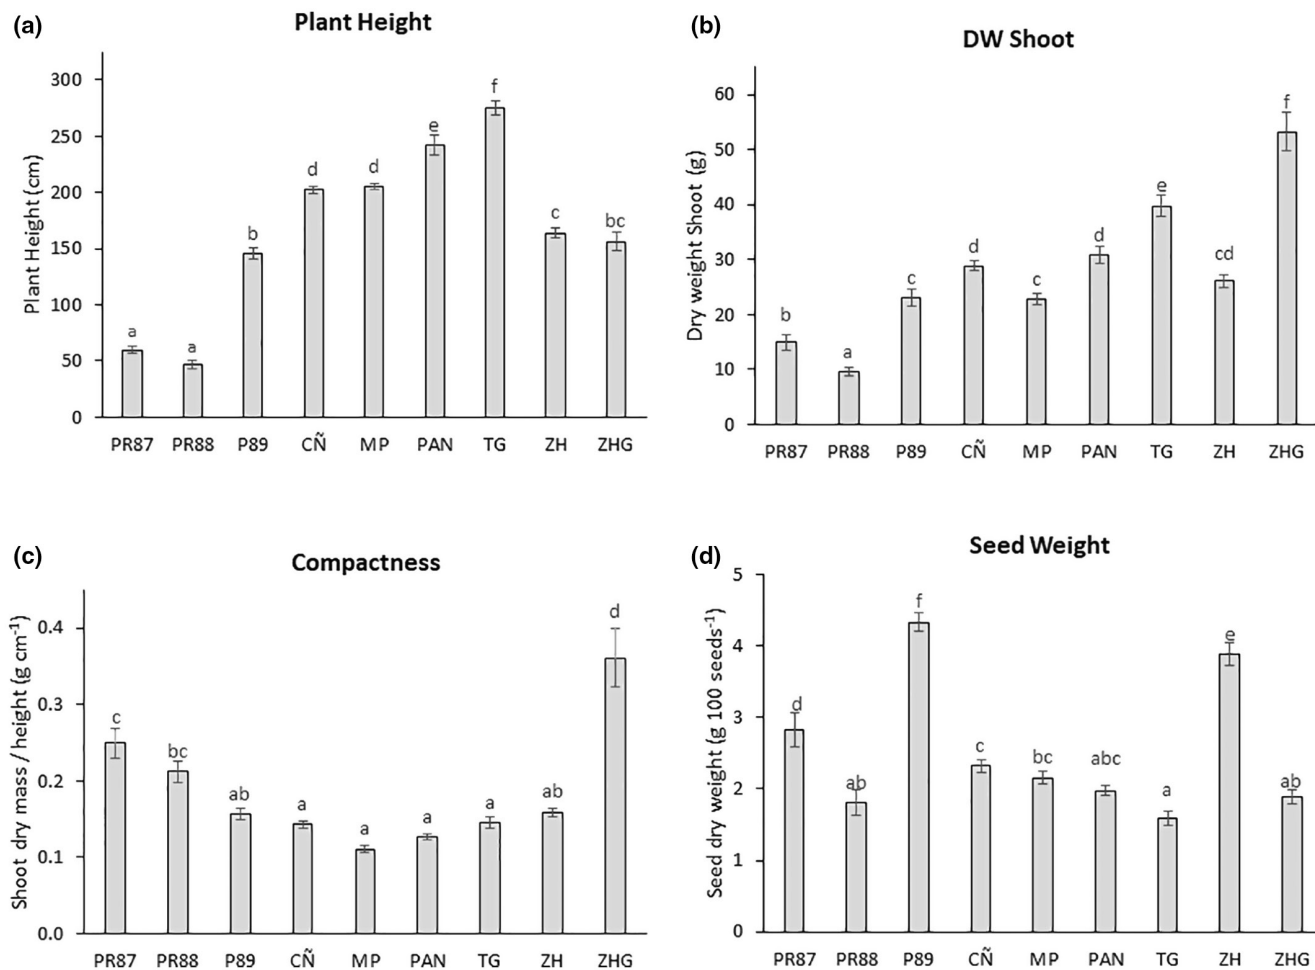 (a)
Plant Height
Plant Height (cm)
300
250
200
150
100
50
0
a
a
b
d
d
e
f
c
bc
PR87 PR88 P89 CÑ MP PAN TG ZH ZHG
(b)
DW Shoot
Dry weight Shoot (g)
60
50
40
30
20
10
0
b
a
c
d
c
d
e
cd
f
PR87 PR88 P89 CÑ MP PAN TG ZH ZHG
(c)
Compactness
Shoot dry mass / height (g cm⁻¹)
0.4
0.3
0.2
0.1
0.0
c
bc
ab
a
a
a
a
ab
d
PR87 PR88 P89 CÑ MP PAN TG ZH ZHG
(d)
Seed Weight
Seed dry weight (g 100 seeds⁻¹)
5
4
3
2
1
0
d
ab
f
c
bc
abc
a
e
ab
PR87 PR88 P89 CÑ MP PAN TG ZH ZHG